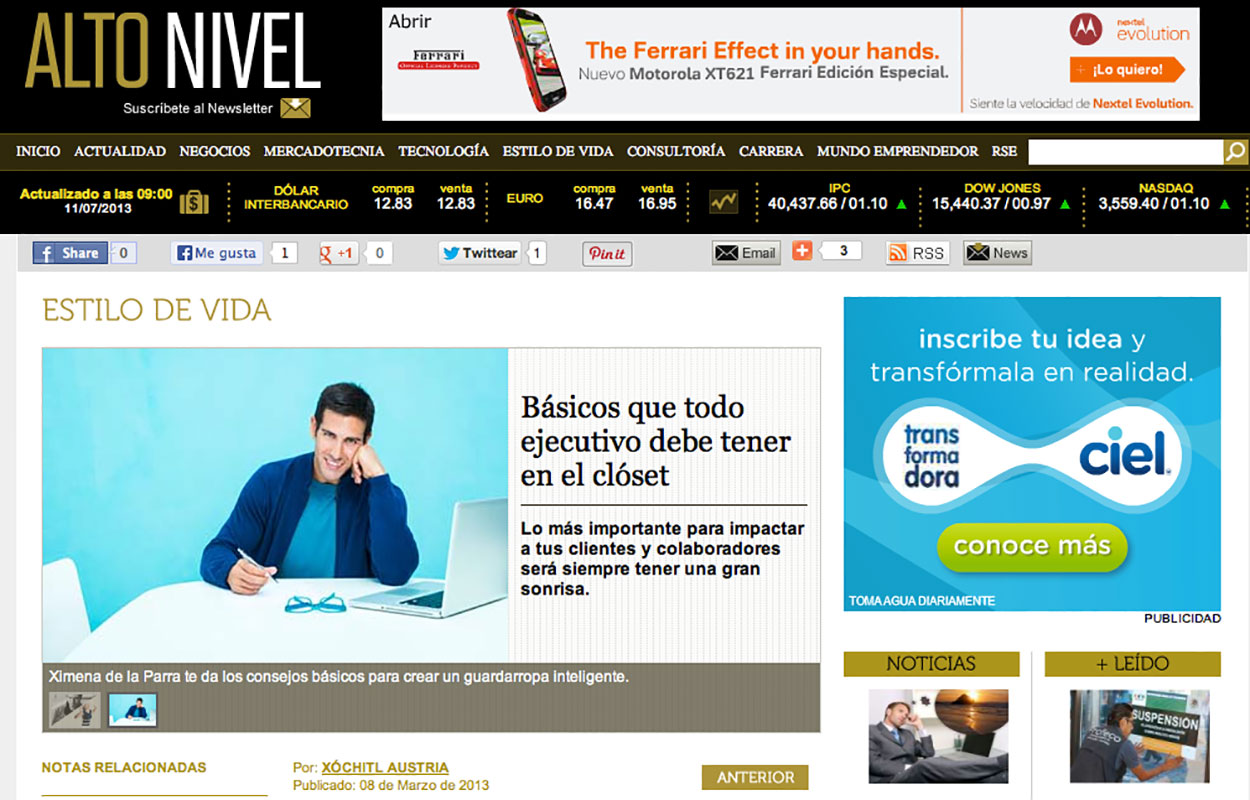 ALTO NIVEL
Suscribete al Newsletter
Abrir
Ferrari
The Ferrari Effect in your hands.
Nuevo Motorola XT621 Ferrari Edición Especial.
nextel
evolution
+ ¡Lo quiero!
Siente la velocidad de Nextel Evolution.
INICIO ACTUALIDAD NEGOCIOS MERCADOTECNIA TECNOLOGÍA ESTILO DE VIDA CONSULTORÍA CARRERA MUNDO EMPRENDEDOR RSE
Actualizado a las 09:00
11/07/2013
DÓLAR
INTERBANCARIO
compra
12.83
venta
12.83
EURO
compra
16.47
venta
16.95
IPC
40,437.66 / 01.10
DOW JONES
15,440.37 / 00.97
NASDAQ
3,559.40 / 01.10
Share 0 Me gusta 1 +1 0 Twittear 1 Pin it Email 3 RSS News
ESTILO DE VIDA
Básicos que todo
ejecutivo debe tener
en el clóset
Lo más importante para impactar
a tus clientes y colaboradores
será siempre tener una gran
sonrisa.
Ximena de la Parra te da los consejos básicos para crear un guardarropa inteligente.
NOTAS RELACIONADAS
Por: XÓCHITL AUSTRIA
Publicado: 08 de Marzo de 2013
ANTERIOR
inscribe tu idea y
transfórmala en realidad.
trans
forma
dora
ciel
conoce más
TOMA AGUA DIARIAMENTE
PUBLICIDAD
NOTICIAS
+ LEÍDO
SUSPENSIÓN